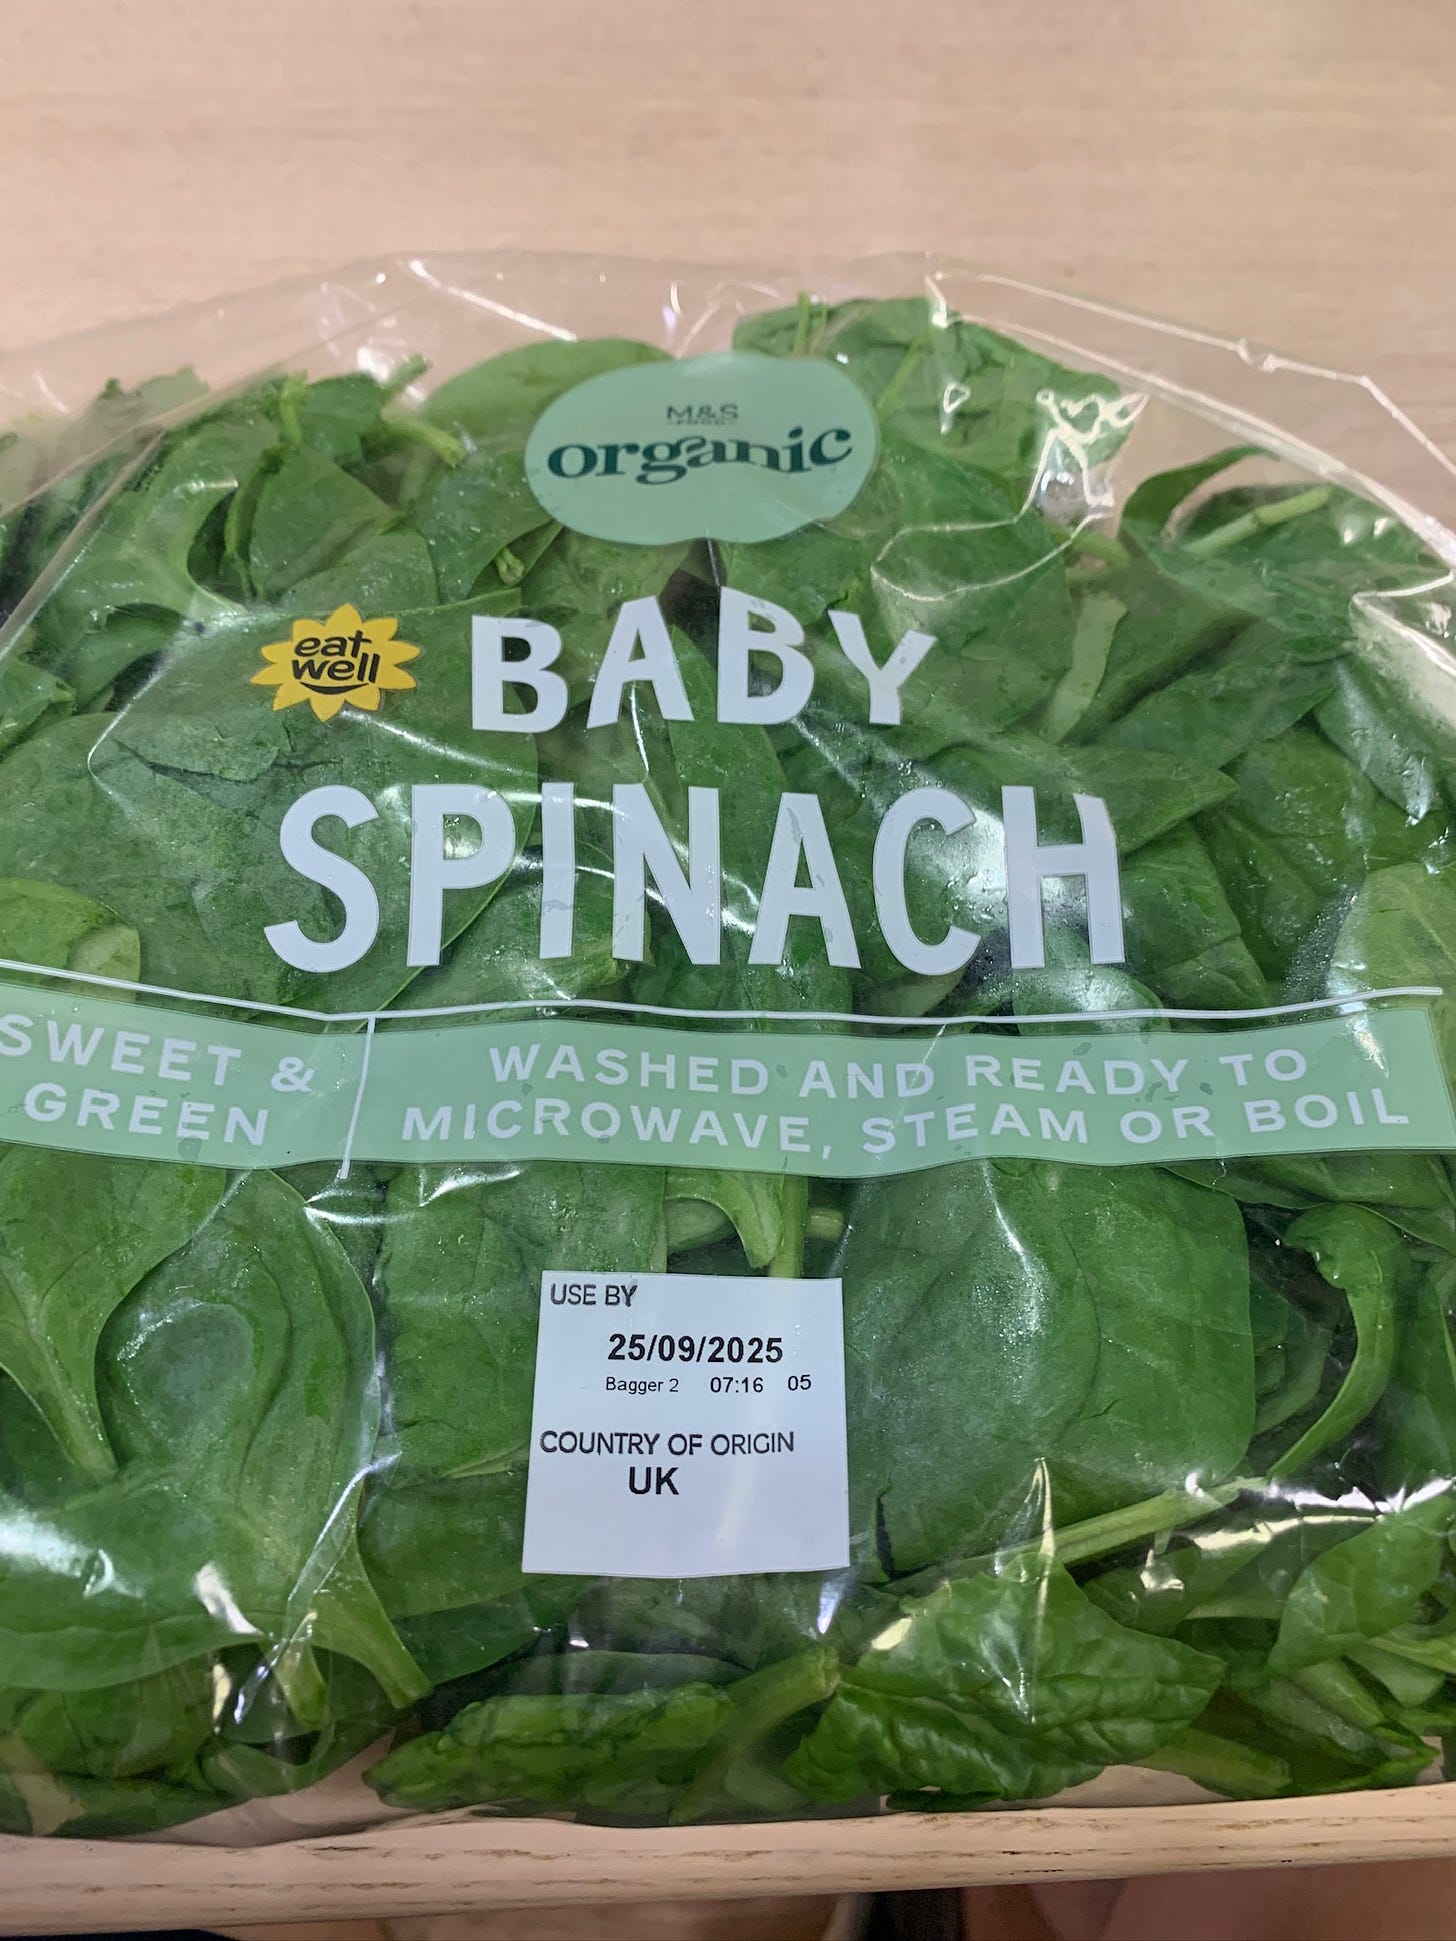 M&S
FOOD
organic
eat
well
BABY
SPINACH
SWEET &
GREEN
WASHED AND READY TO
MICROWAVE, STEAM OR BOIL
USE BY
25/09/2025
Bagger 2 07:16 05
COUNTRY OF ORIGIN
UK